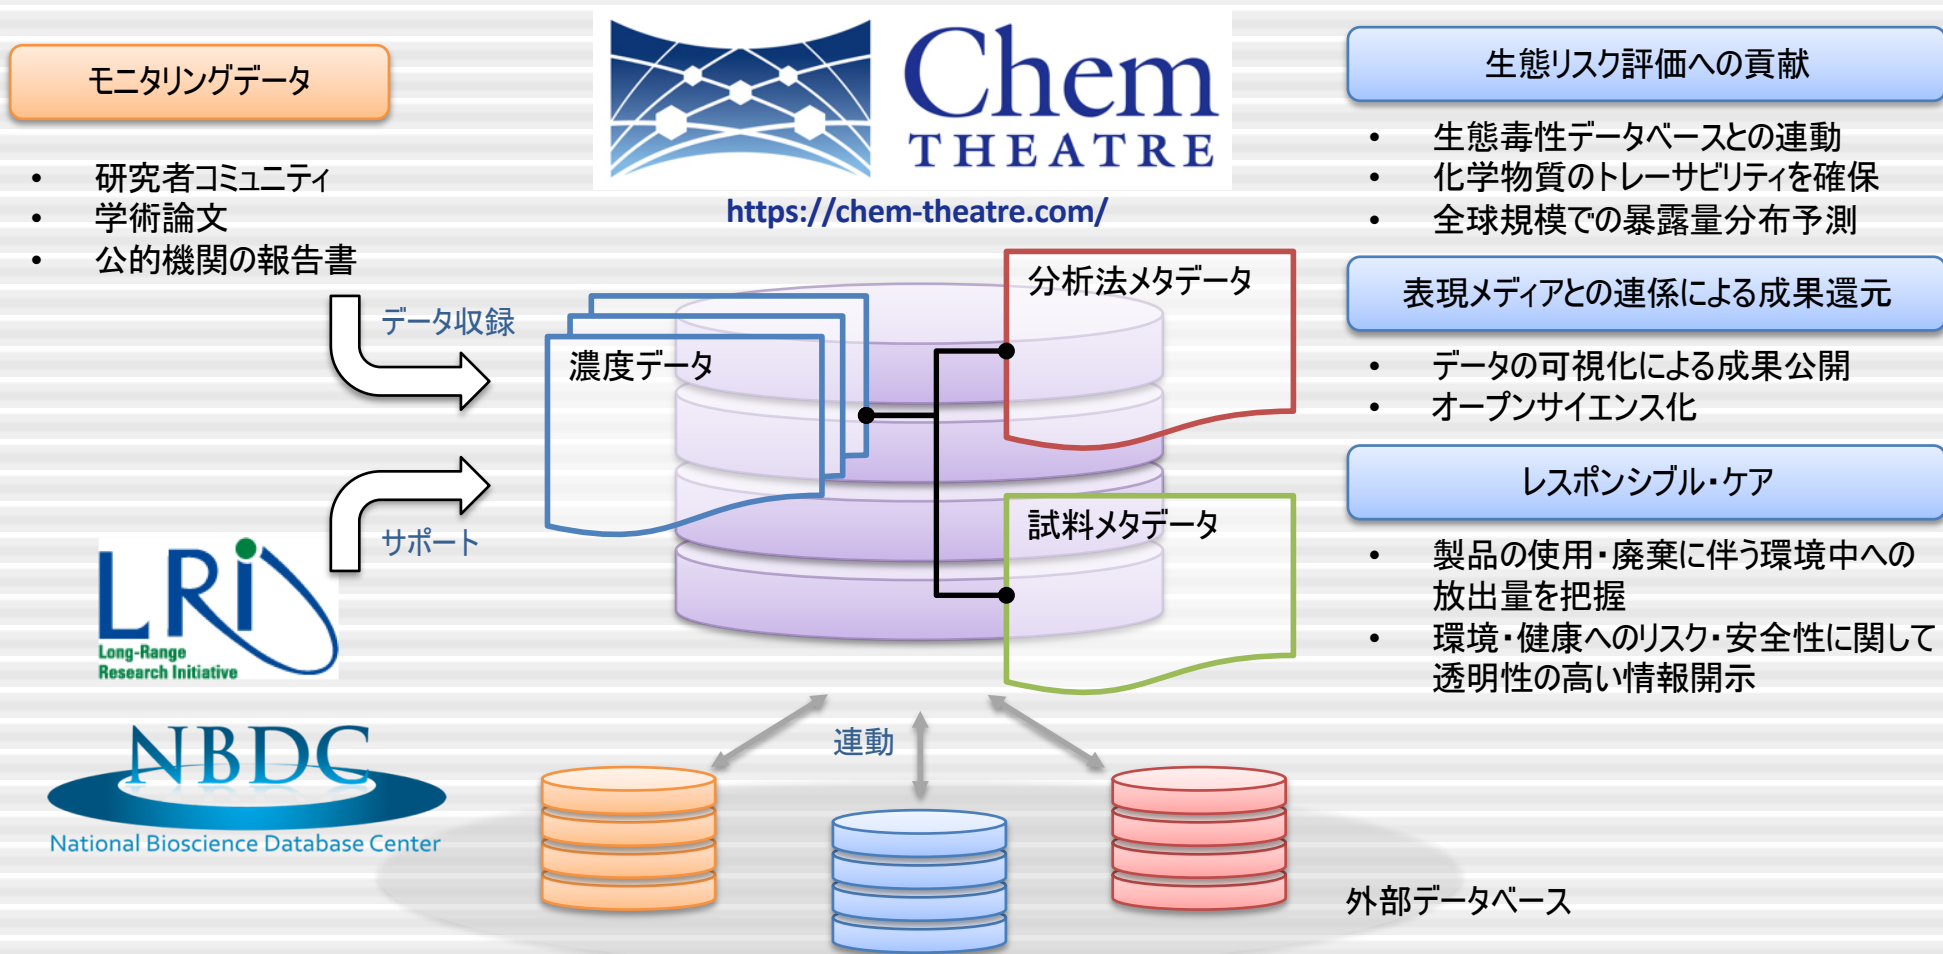 モニタリングデータ
• 研究者コミュニティ
• 学術論文
• 公的機関の報告書
データ収録
サポート
LRi
Long-Range
Research Initiative
NBDC
National Bioscience Database Center
Chem
THEATRE
https://chem-theatre.com/
濃度データ
分析法メタデータ
試料メタデータ
連動
外部データベース
生態リスク評価への貢献
• 生態毒性データベースとの連動
• 化学物質のトレーサビリティを確保
• 全球規模での暴露量分布予測
表現メディアとの連係による成果還元
• データの可視化による成果公開
• オープンサイエンス化
レスポンシブル・ケア
• 製品の使用・廃棄に伴う環境中への
放出量を把握
• 環境・健康へのリスク・安全性に関して
透明性の高い情報開示